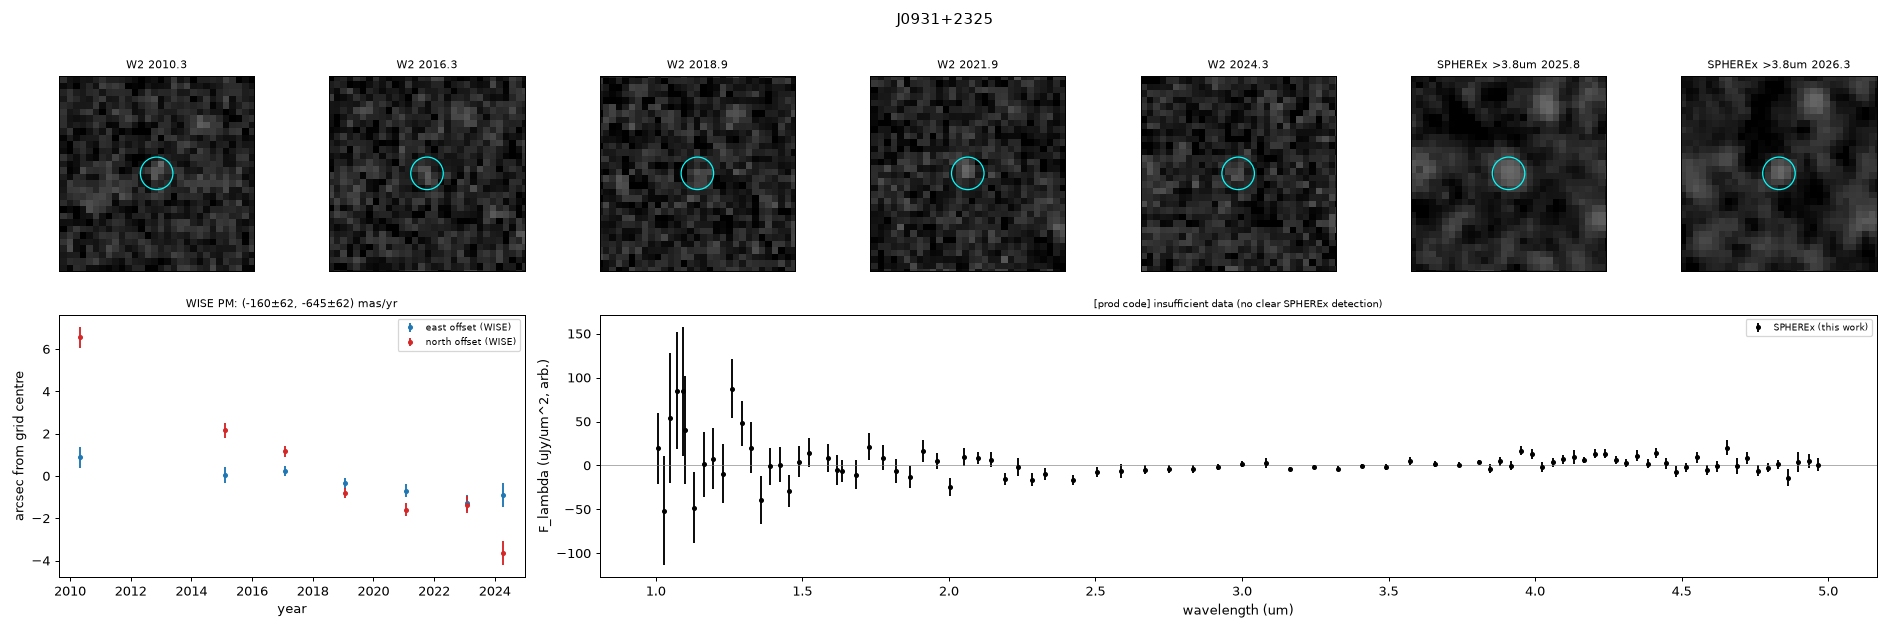 J0931+2325
W2 2010.3
W2 2016.3
W2 2018.9
W2 2021.9
W2 2024.3
SPHEREx >3.8um 2025.8
SPHEREx >3.8um 2026.3
WISE PM: (-160±62, -645±62) mas/yr
east offset (WISE)
north offset (WISE)
arcsec from grid centre
6
4
2
0
−2
−4
2010 2012 2014 2016 2018 2020 2022 2024
year
[prod code] insufficient data (no clear SPHEREx detection)
SPHEREx (this work)
F_lambda (uJy/um^2, arb.)
150
100
50
0
−50
−100
1.0 1.5 2.0 2.5 3.0 3.5 4.0 4.5 5.0
wavelength (um)